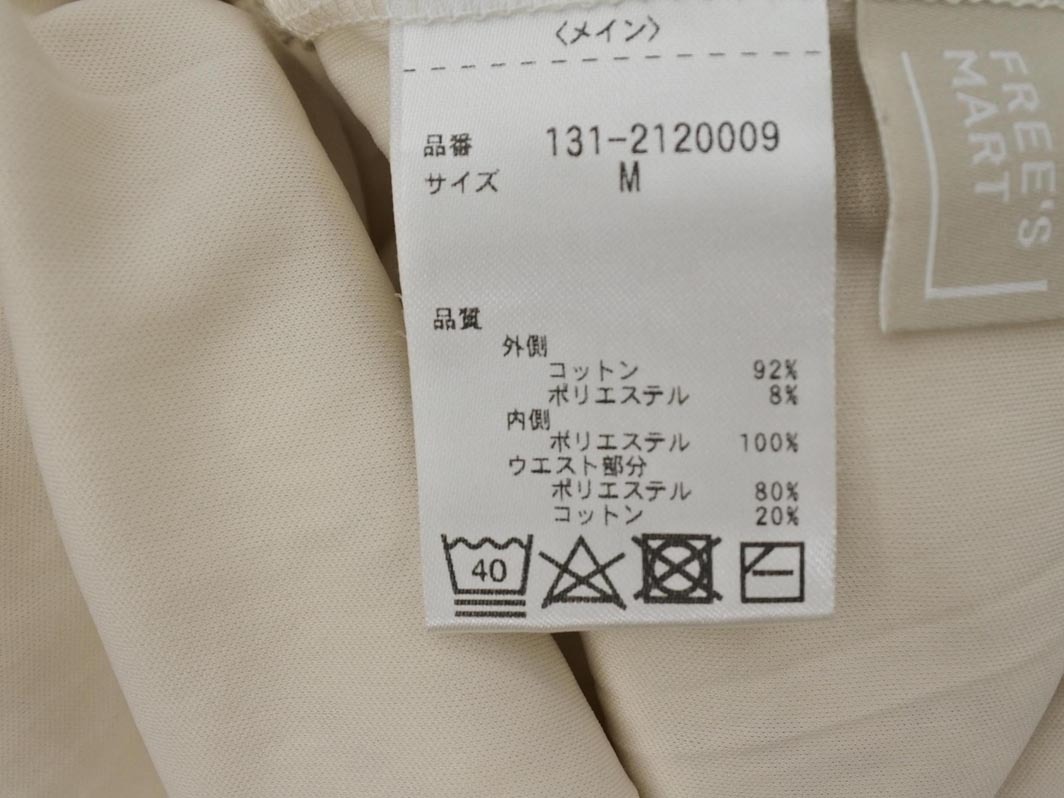 〈メイン〉
品番 131-2120009
サイズ M
品質
外側
コットン 92%
ポリエステル 8%
内側
ポリエステル 100%
ウエスト部分
ポリエステル 80%
コットン 20%
40
FREE'S
MART